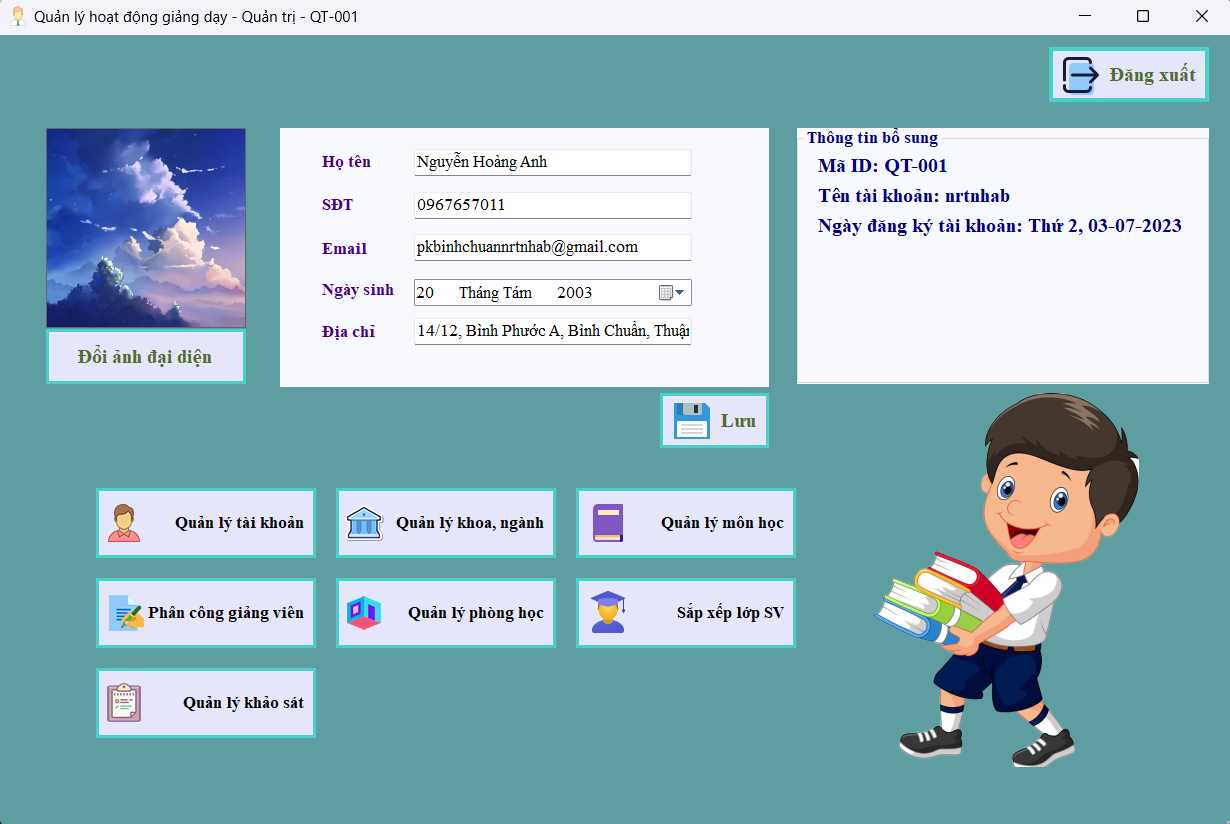 Quản lý hoạt động giảng dạy - Quản trị - QT-001
Đăng xuất
Họ tên
Nguyễn Hoàng Anh
SĐT
0967657011
Email
pkbinhchuannrtnhab@gmail.com
Ngày sinh
20 Tháng Tám 2003
Địa chỉ
14/12, Bình Phước A, Bình Chuẩn, Thuận
Thông tin bổ sung
Mã ID: QT-001
Tên tài khoản: nrtnhab
Ngày đăng ký tài khoản: Thứ 2, 03-07-2023
Đổi ảnh đại diện
Lưu
Quản lý tài khoản
Quản lý khoa, ngành
Quản lý môn học
Phân công giảng viên
Quản lý phòng học
Sắp xếp lớp SV
Quản lý khảo sát